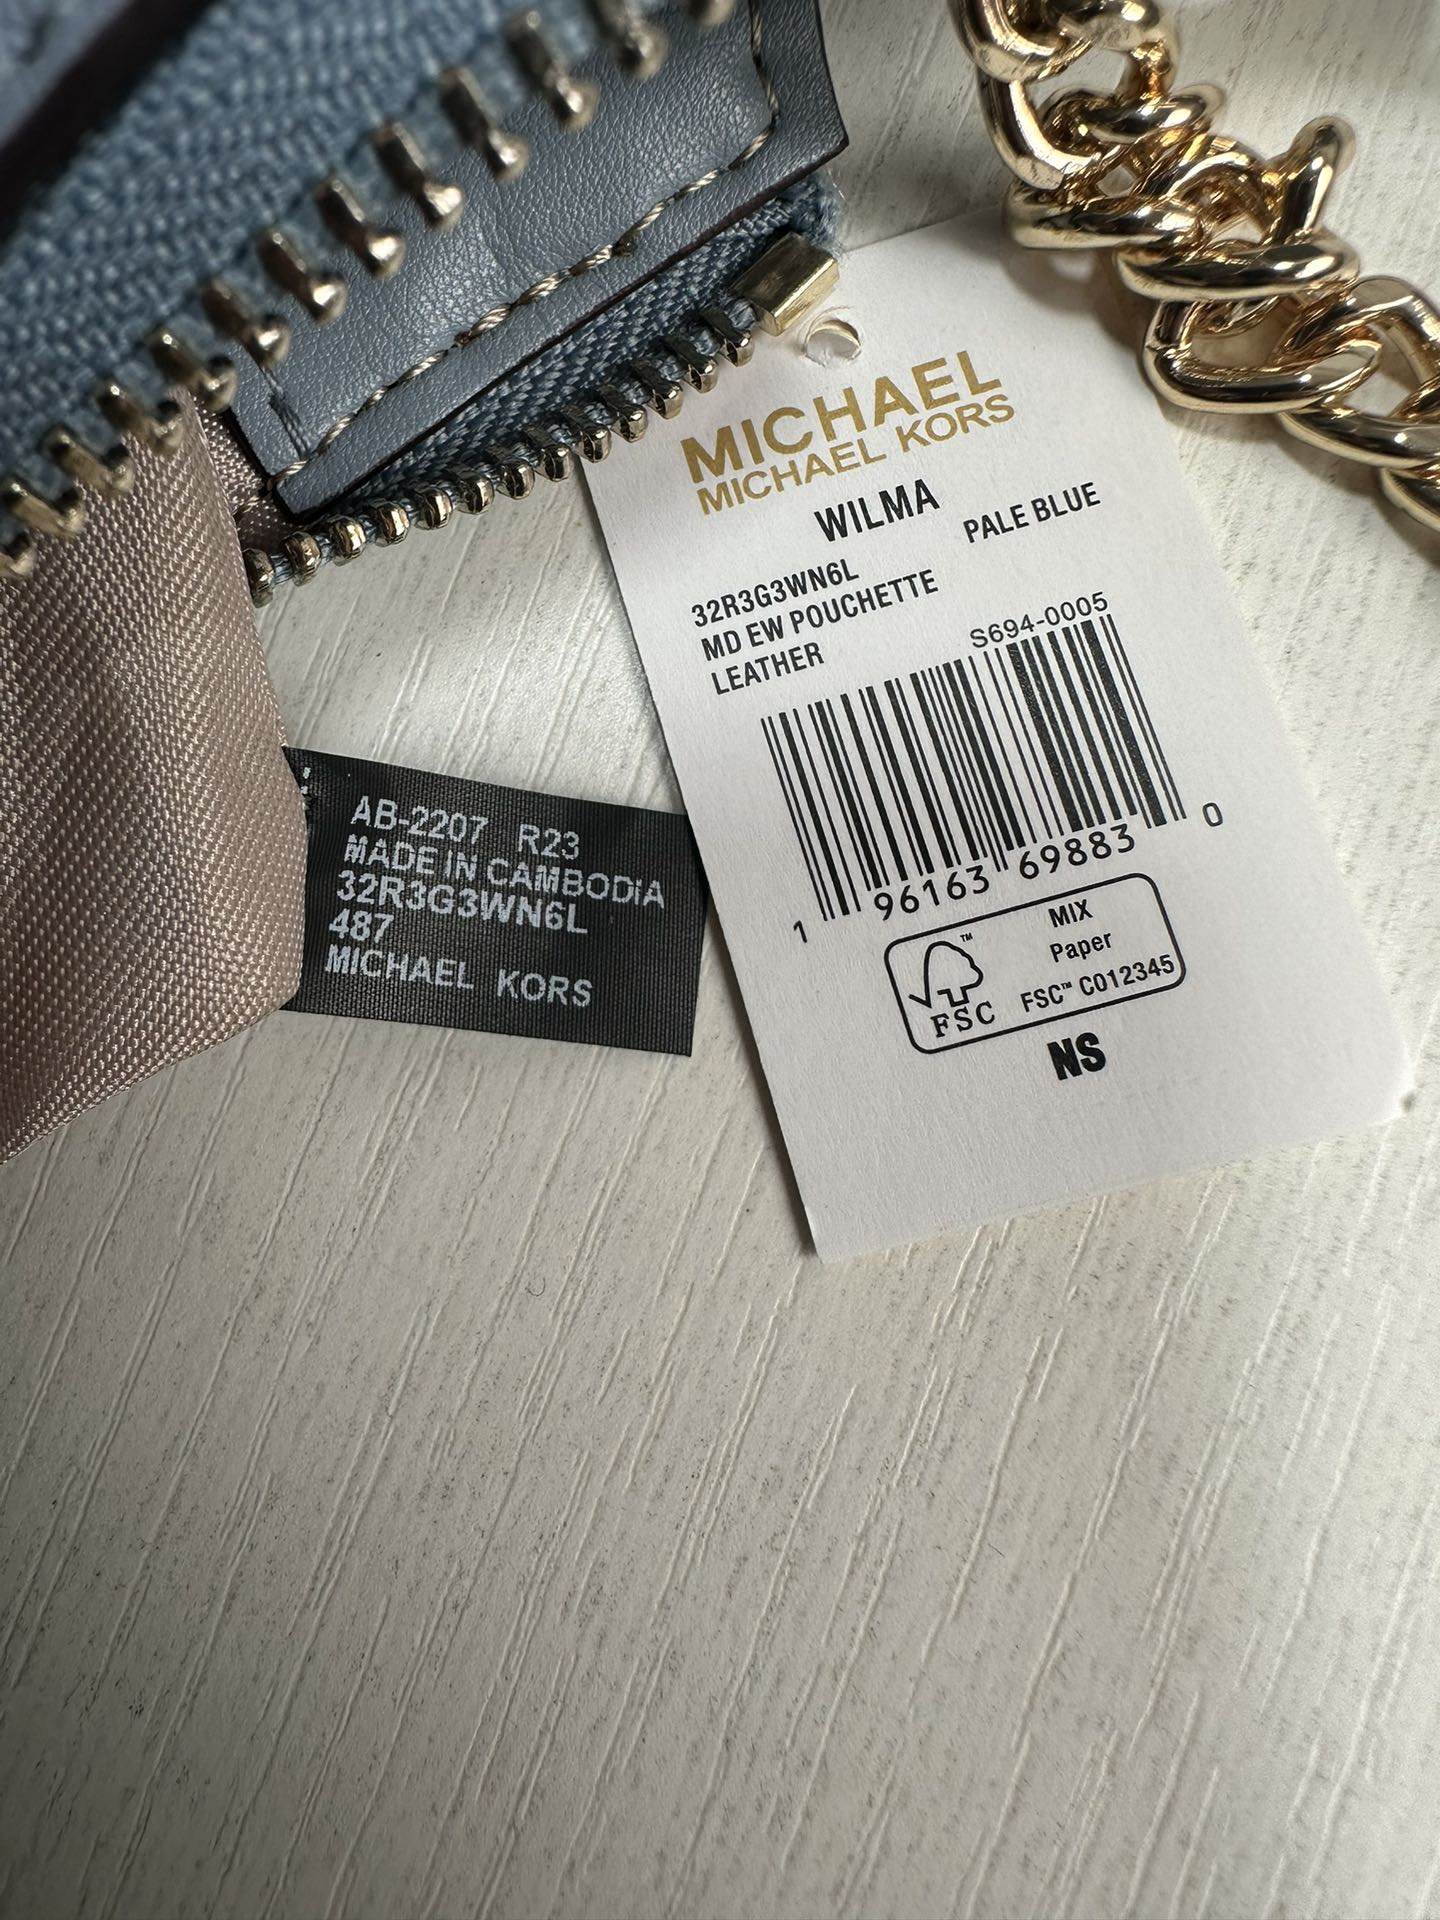 MICHAEL
MICHAEL KORS
WILMA
PALE BLUE
32R3G3WN6L
MD EW POUCHETTE
LEATHER
S694-0005
1 96163 69883 0
MIX
Paper
FSC™ C012345
™
FSC
NS
AB-2207 R23
MADE IN CAMBODIA
32R3G3WN6L
487
MICHAEL KORS